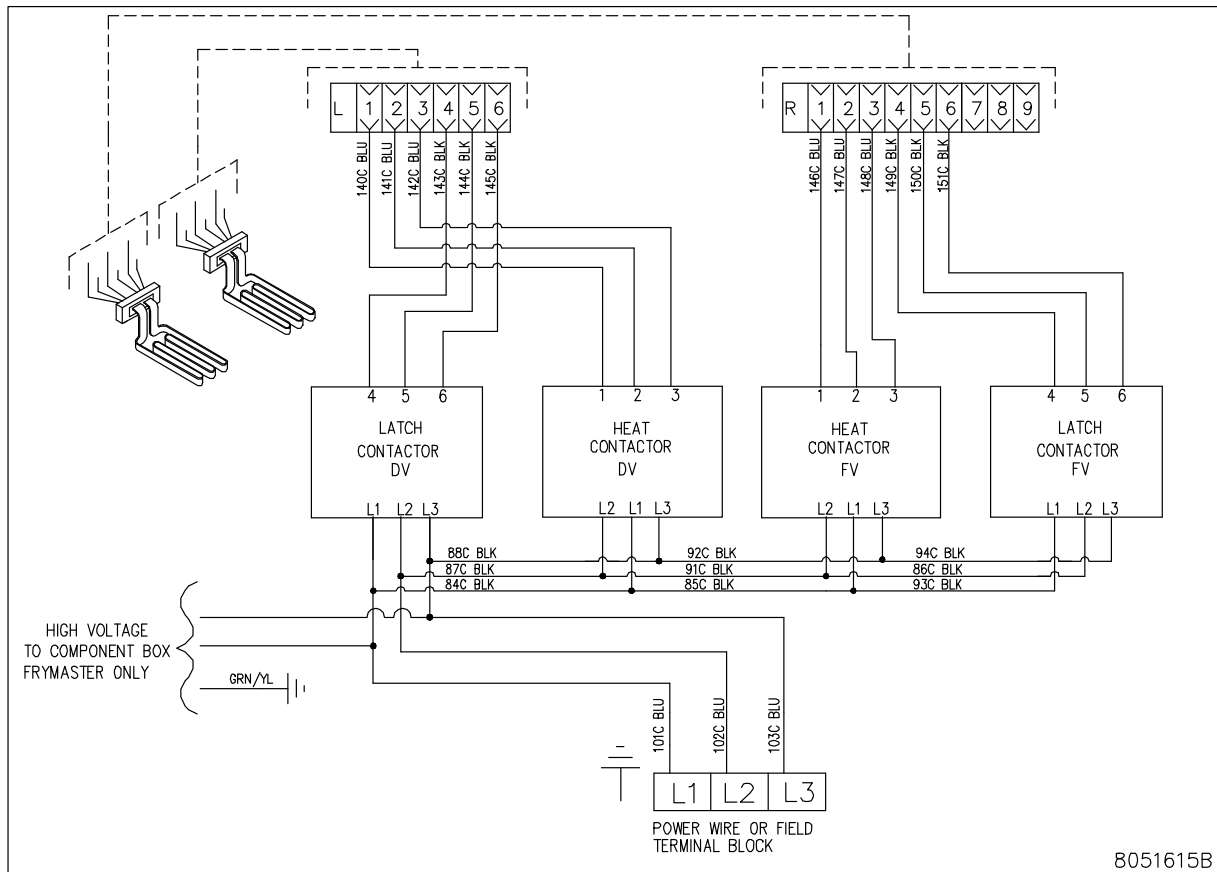 L 1 2 3 4 5 6
R 1 2 3 4 5 6 7 8 9
140C BLU
141C BLU
142C BLU
143C BLK
144C BLK
145C BLK
146C BLU
147C BLU
148C BLU
149C BLK
150C BLK
151C BLK
4 5 6
LATCH
CONTACTOR
DV
L1 L2 L3
1 2 3
HEAT
CONTACTOR
DV
L2 L1 L3
1 2 3
HEAT
CONTACTOR
FV
L2 L1 L3
4 5 6
LATCH
CONTACTOR
FV
L1 L2 L3
88C BLK 92C BLK 94C BLK
87C BLK 91C BLK 86C BLK
84C BLK 85C BLK 93C BLK
HIGH VOLTAGE
TO COMPONENT BOX
FRYMASTER ONLY
GRN/YL
101C BLU
102C BLU
103C BLU
L1 L2 L3
POWER WIRE OR FIELD
TERMINAL BLOCK
8051615B